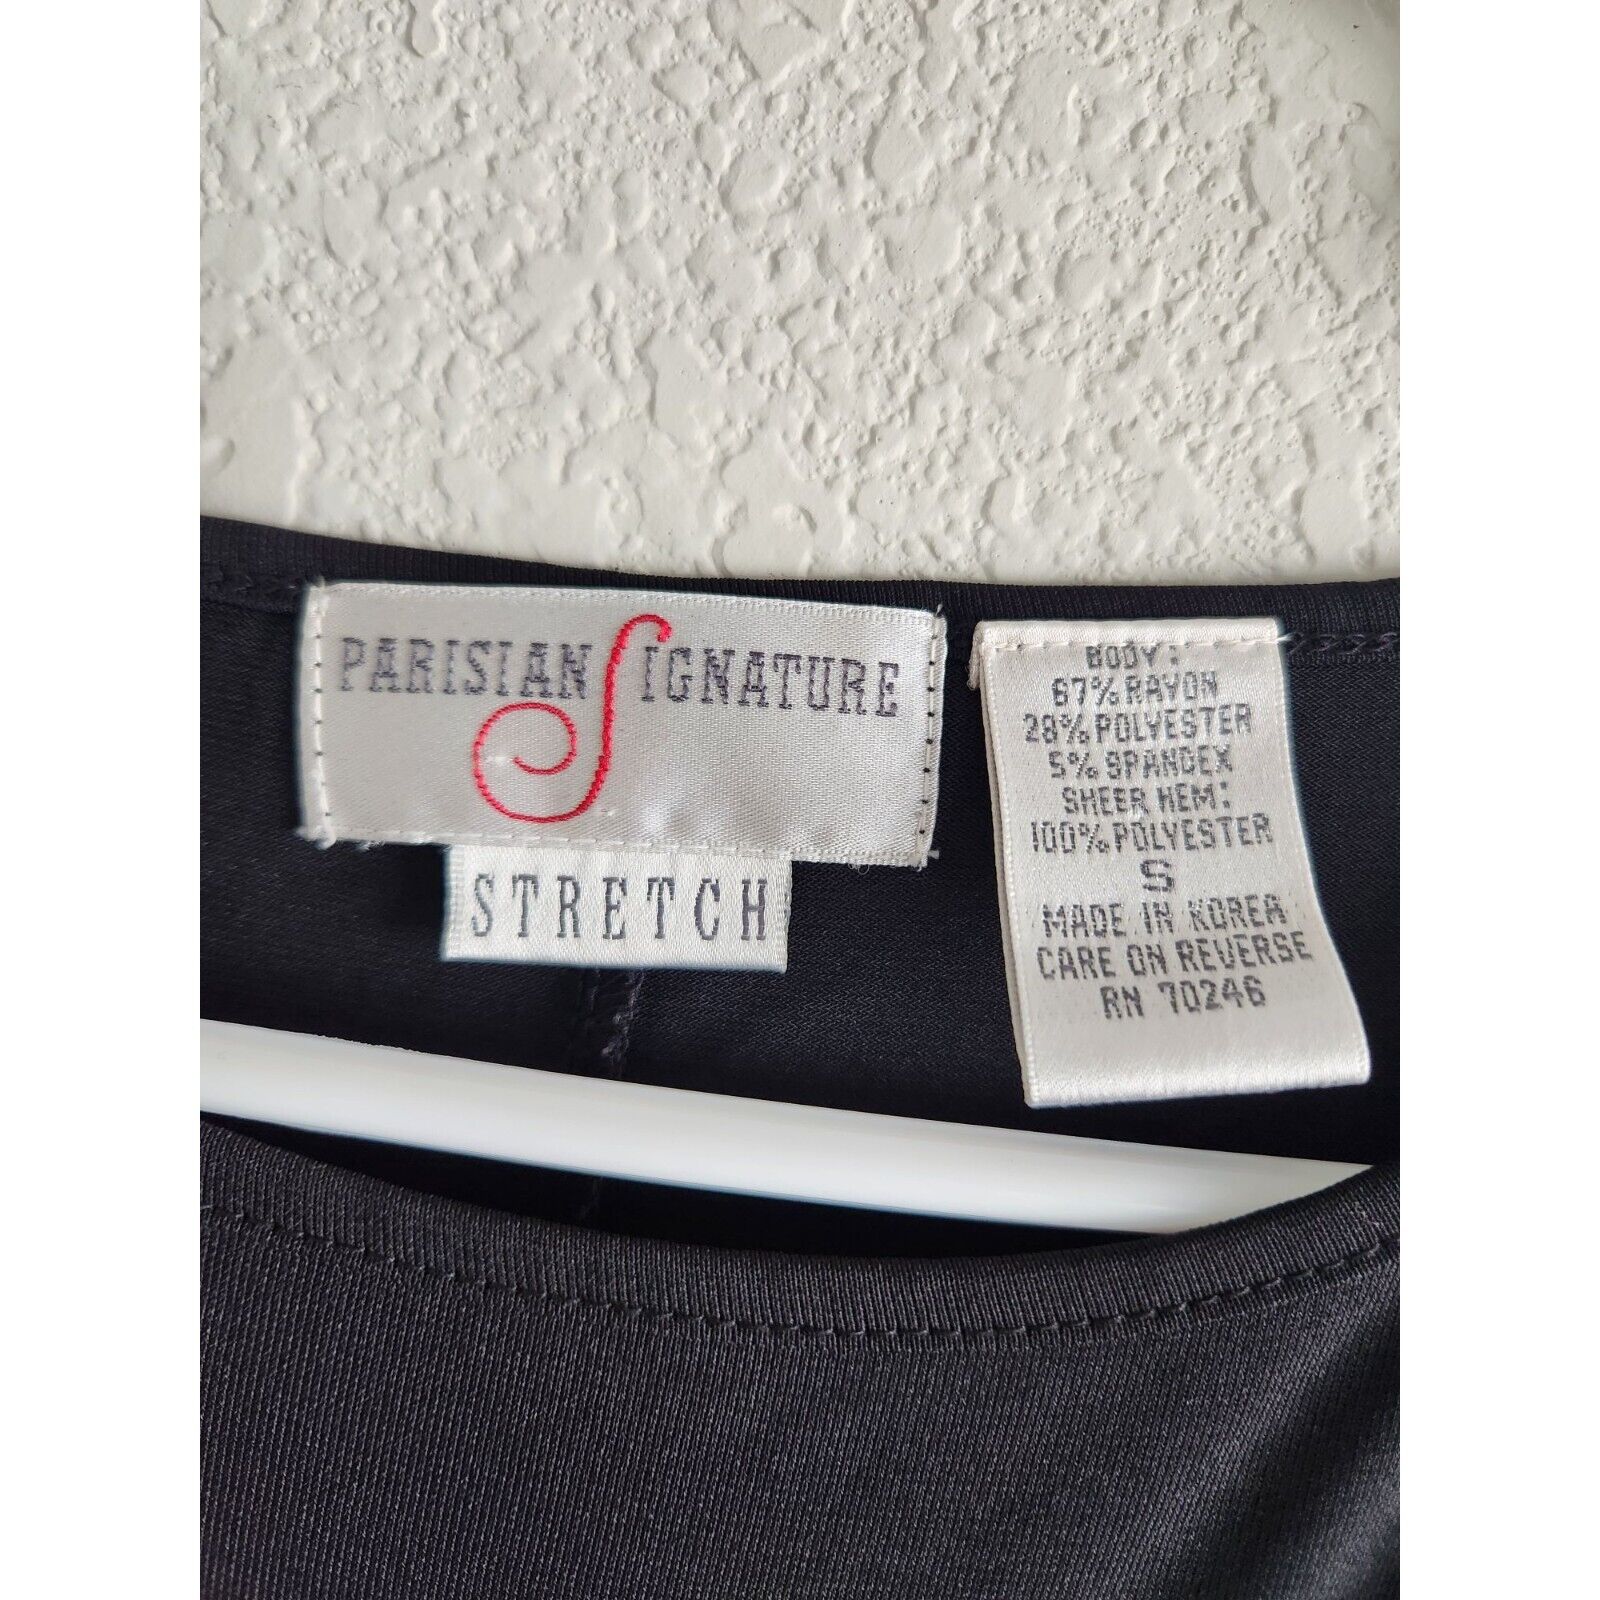 PARISIAN SIGNATURE
STRETCH
BODY:
67% RAYON
28% POLYESTER
5% SPANDEX
SHEER HEM:
100% POLYESTER
S
MADE IN KOREA
CARE ON REVERSE
RN 70246